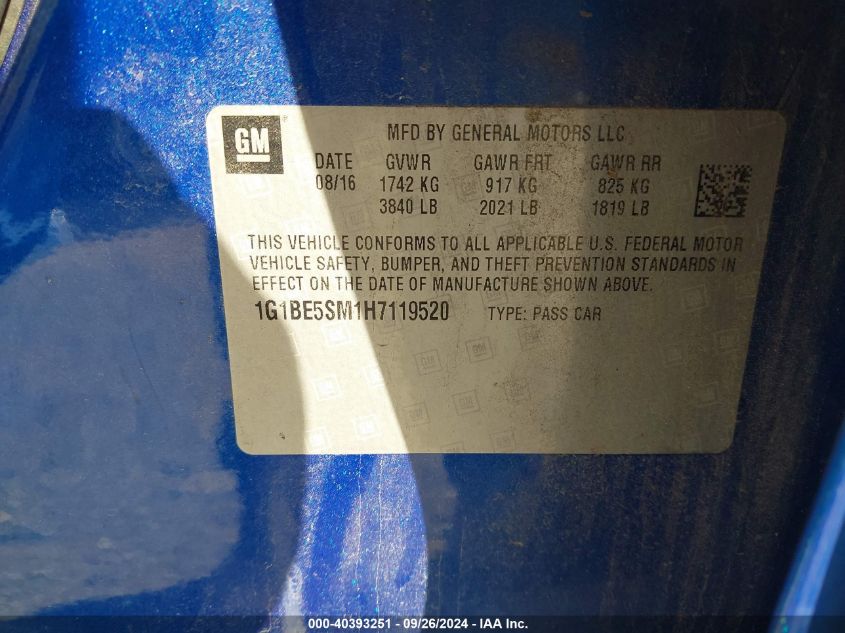 GM ®
MFD BY GENERAL MOTORS LLC
DATE GVWR GAWR FRT GAWR RR
08/16 1742 KG 917 KG 825 KG
3840 LB 2021 LB 1819 LB
THIS VEHICLE CONFORMS TO ALL APPLICABLE U.S. FEDERAL MOTOR
VEHICLE SAFETY, BUMPER, AND THEFT PREVENTION STANDARDS IN
EFFECT ON THE DATE OF MANUFACTURE SHOWN ABOVE.
1G1BE5SM1H7119520 TYPE: PASS CAR
000-40393251 - 09/26/2024 - IAA Inc.